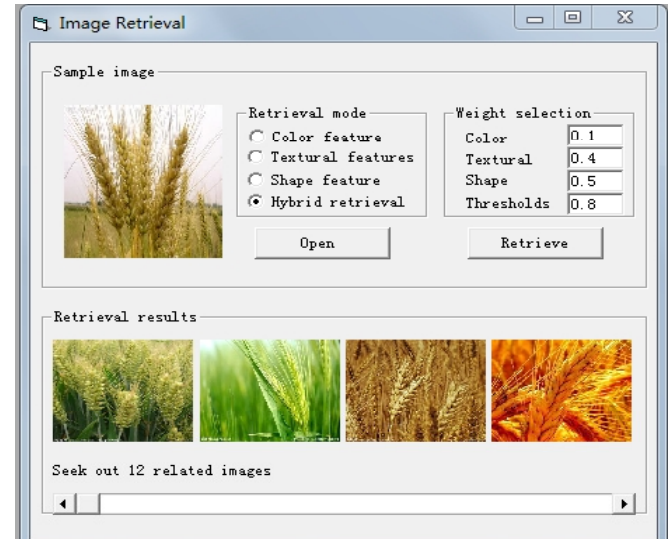 Image Retrieval
Sample image
Retrieval mode
Color feature
Textural features
Shape feature
Hybrid retrieval
Weight selection
Color 0.1
Textural 0.4
Shape 0.5
Thresholds 0.8
Open
Retrieve
Retrieval results
Seek out 12 related images